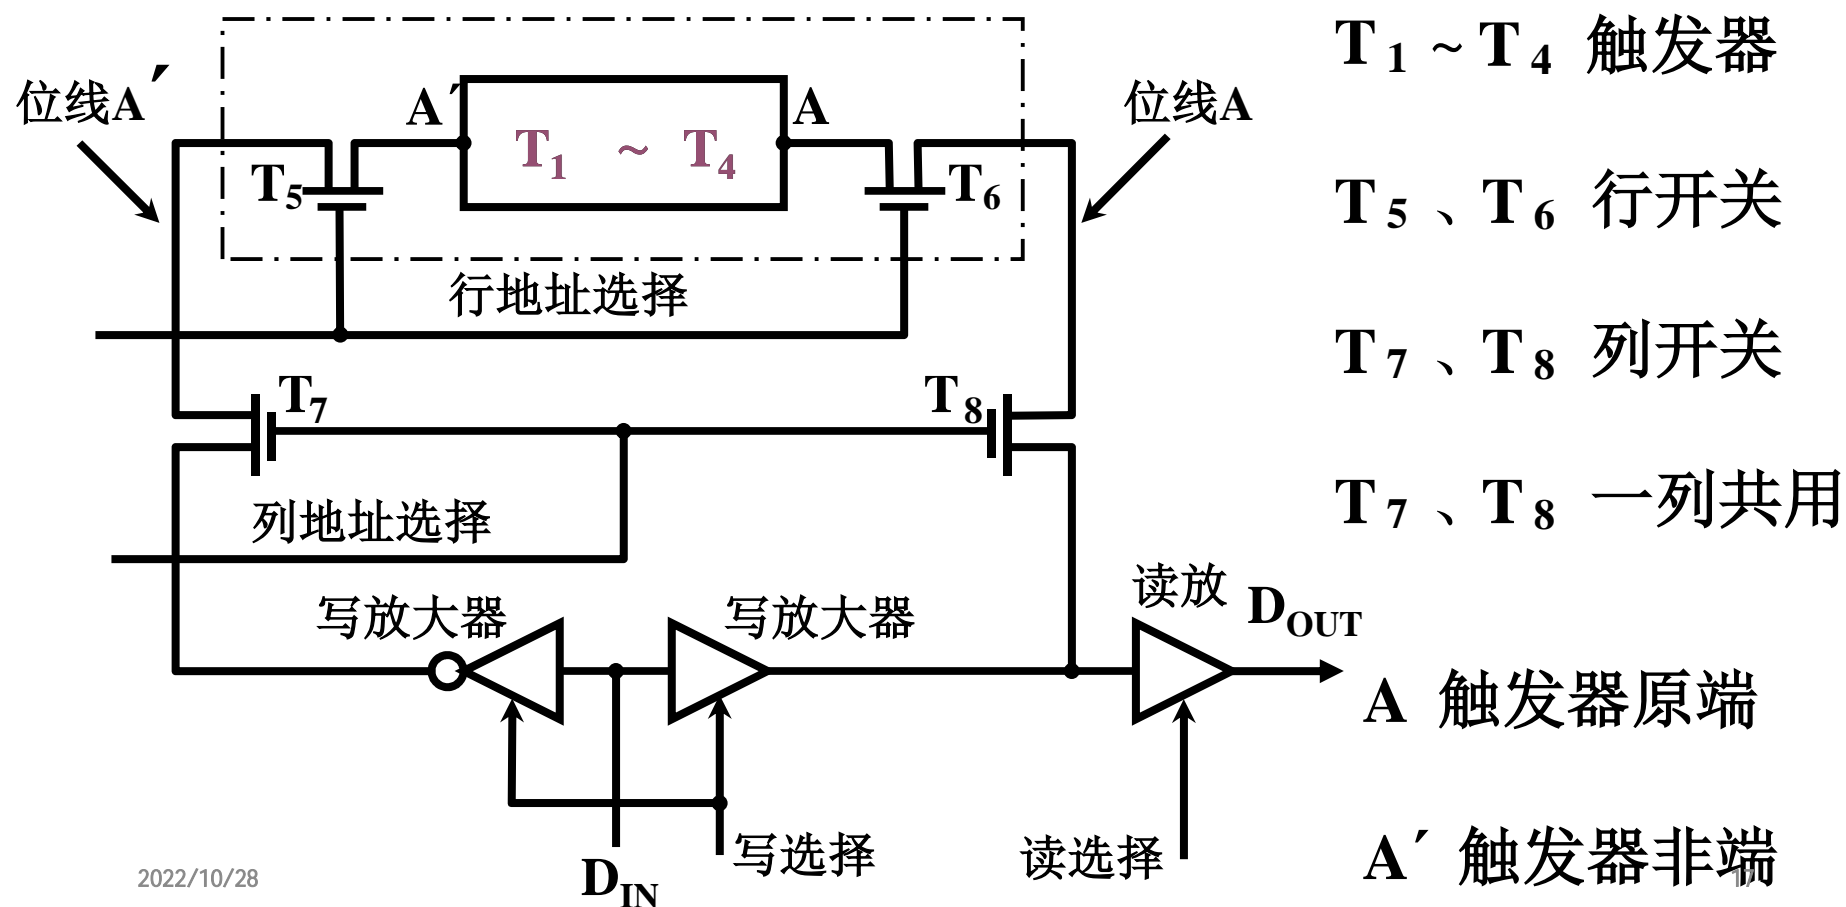 T1 ~ T4 触发器
位线A′
A′
A
位线A
T1 ~ T4
T5
T6
T5 、T6 行开关
行地址选择
T7 、T8 列开关
T7
T8
列地址选择
T7 、T8 一列共用
写放大器
写放大器
读放
DOUT
A 触发器原端
写选择
读选择
A′ 触发器非端
2022/10/28
DIN
17